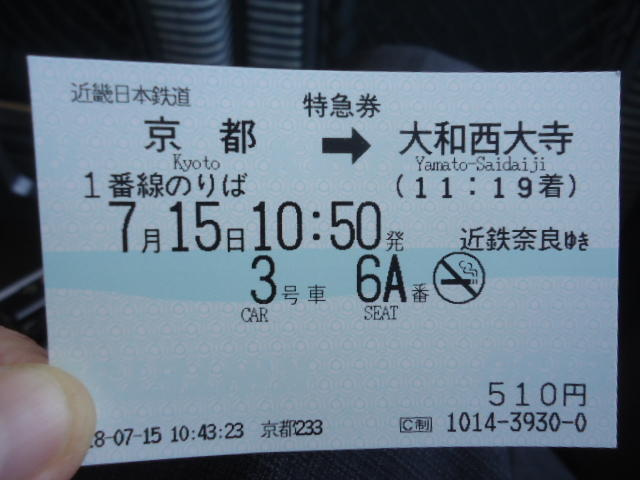 近畿日本鉄道
特急券
京都 ➡ 大和西大寺
Kyoto Yamato-Saidaiji
1番線のりば (11:19着)
7月15日10:50発 近鉄奈良ゆき
3号車 6A番
CAR SEAT
510円
8-07-15 10:43:23 京都233 C制 1014-3930-0